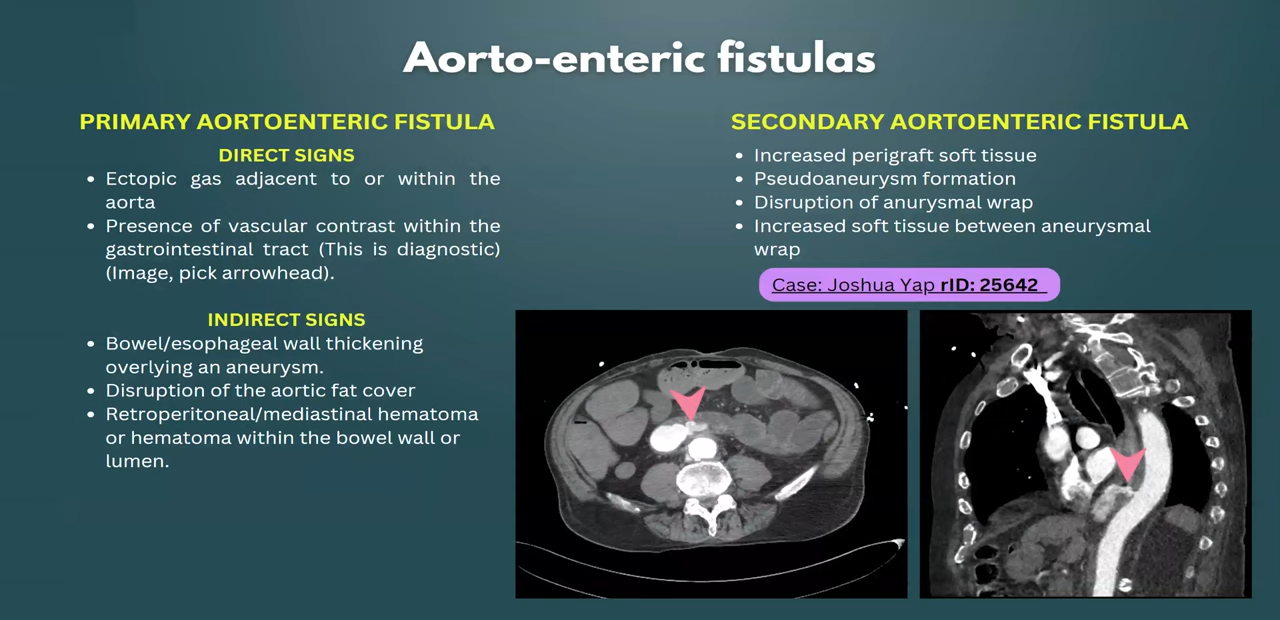 Aorto-enteric fistulas
PRIMARY AORTOENTERIC FISTULA
DIRECT SIGNS
• Ectopic gas adjacent to or within the
aorta
• Presence of vascular contrast within the
gastrointestinal tract (This is diagnostic)
(Image, pick arrowhead).
INDIRECT SIGNS
• Bowel/esophageal wall thickening
overlying an aneurysm.
• Disruption of the aortic fat cover
• Retroperitoneal/mediastinal hematoma
or hematoma within the bowel wall or
lumen.
SECONDARY AORTOENTERIC FISTULA
• Increased perigraft soft tissue
• Pseudoaneurysm formation
• Disruption of anurysmal wrap
• Increased soft tissue between aneurysmal
wrap
Case: Joshua Yap rID: 25642